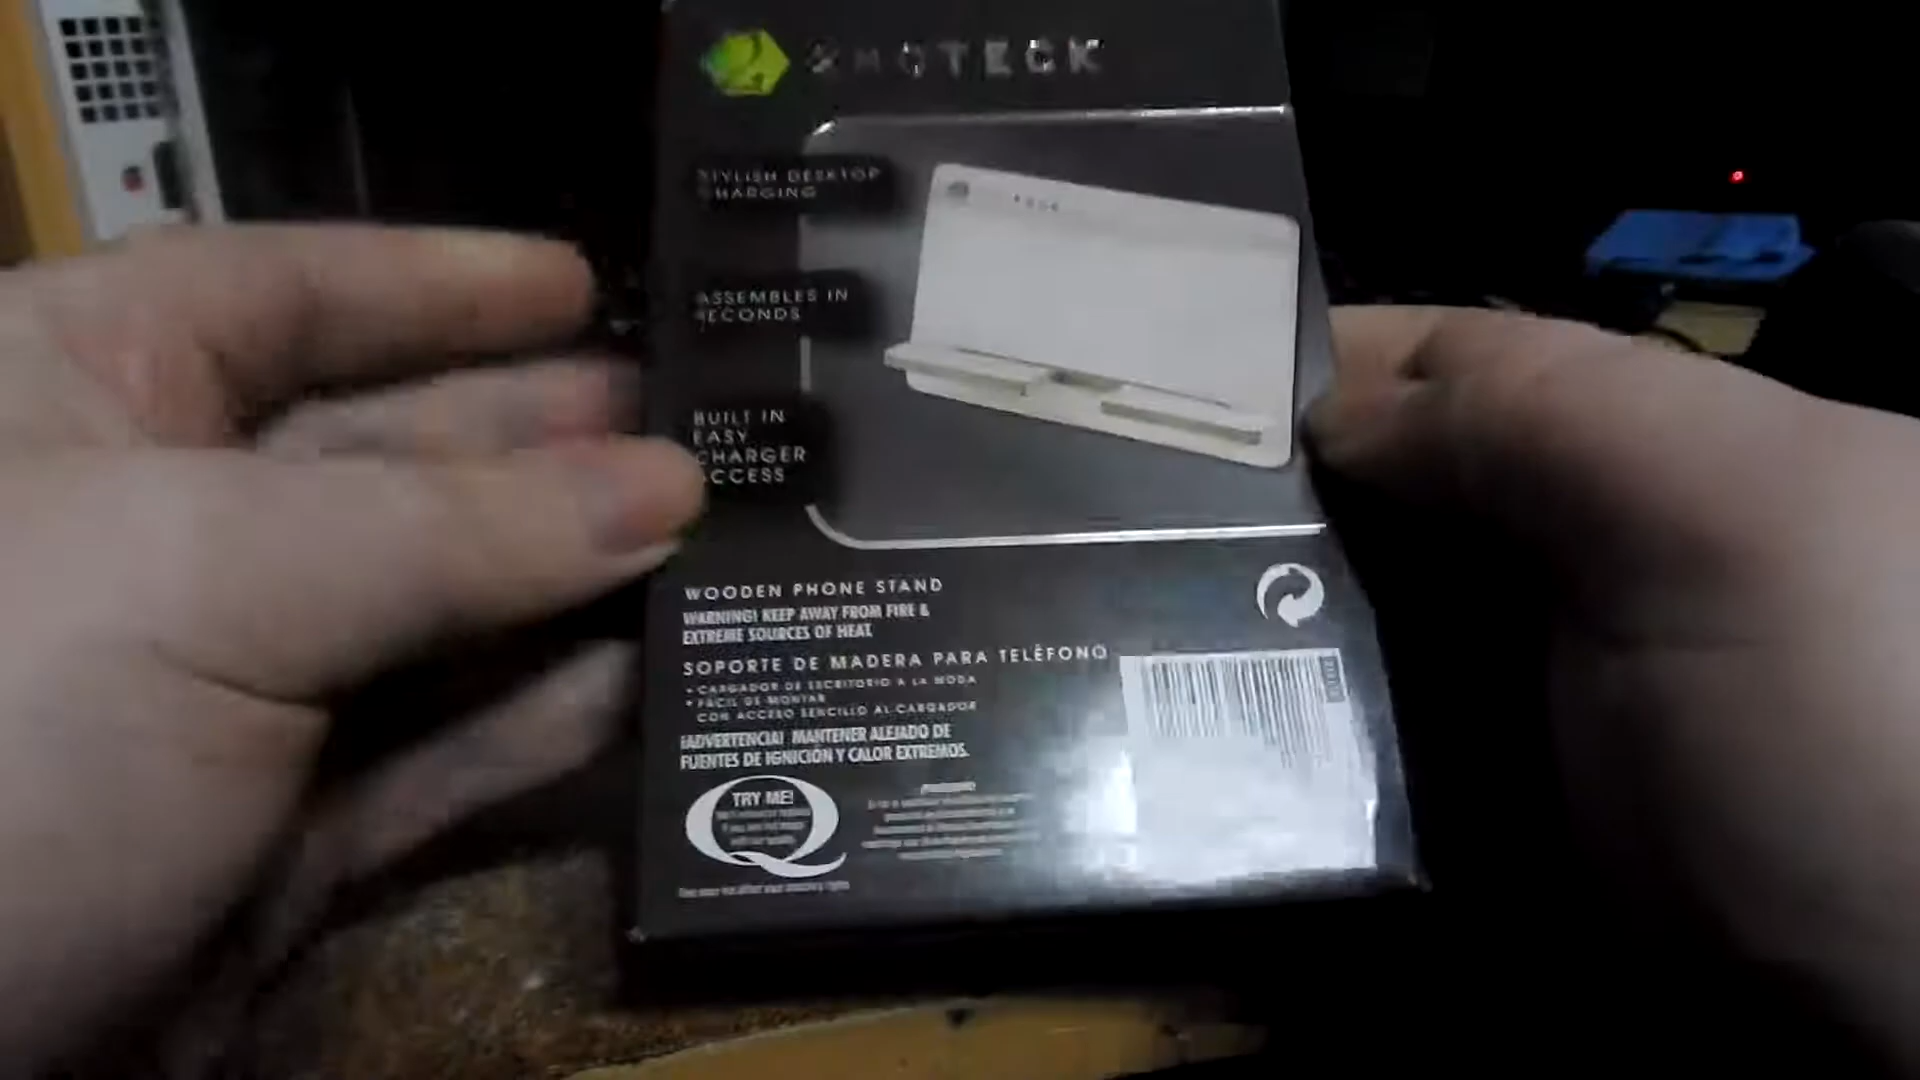 TECK
STYLISH DESKTOP
CHARGING
ASSEMBLES IN
SECONDS
BUILT IN
EASY
CHARGER
ACCESS
WOODEN PHONE STAND
WARNING! KEEP AWAY FROM FIRE &
EXTREME SOURCES OF HEAT.
SOPORTE DE MADERA PARA TELÉFONO
• CARGADOR DE ESCRITORIO A LA MODA
• FÁCIL DE MONTAR
CON ACCESO SENCILLO AL CARGADOR
¡ADVERTENCIA! MANTENER ALEJADO DE
FUENTES DE IGNICIÓN Y CALOR EXTREMOS.
TRY ME!
Q